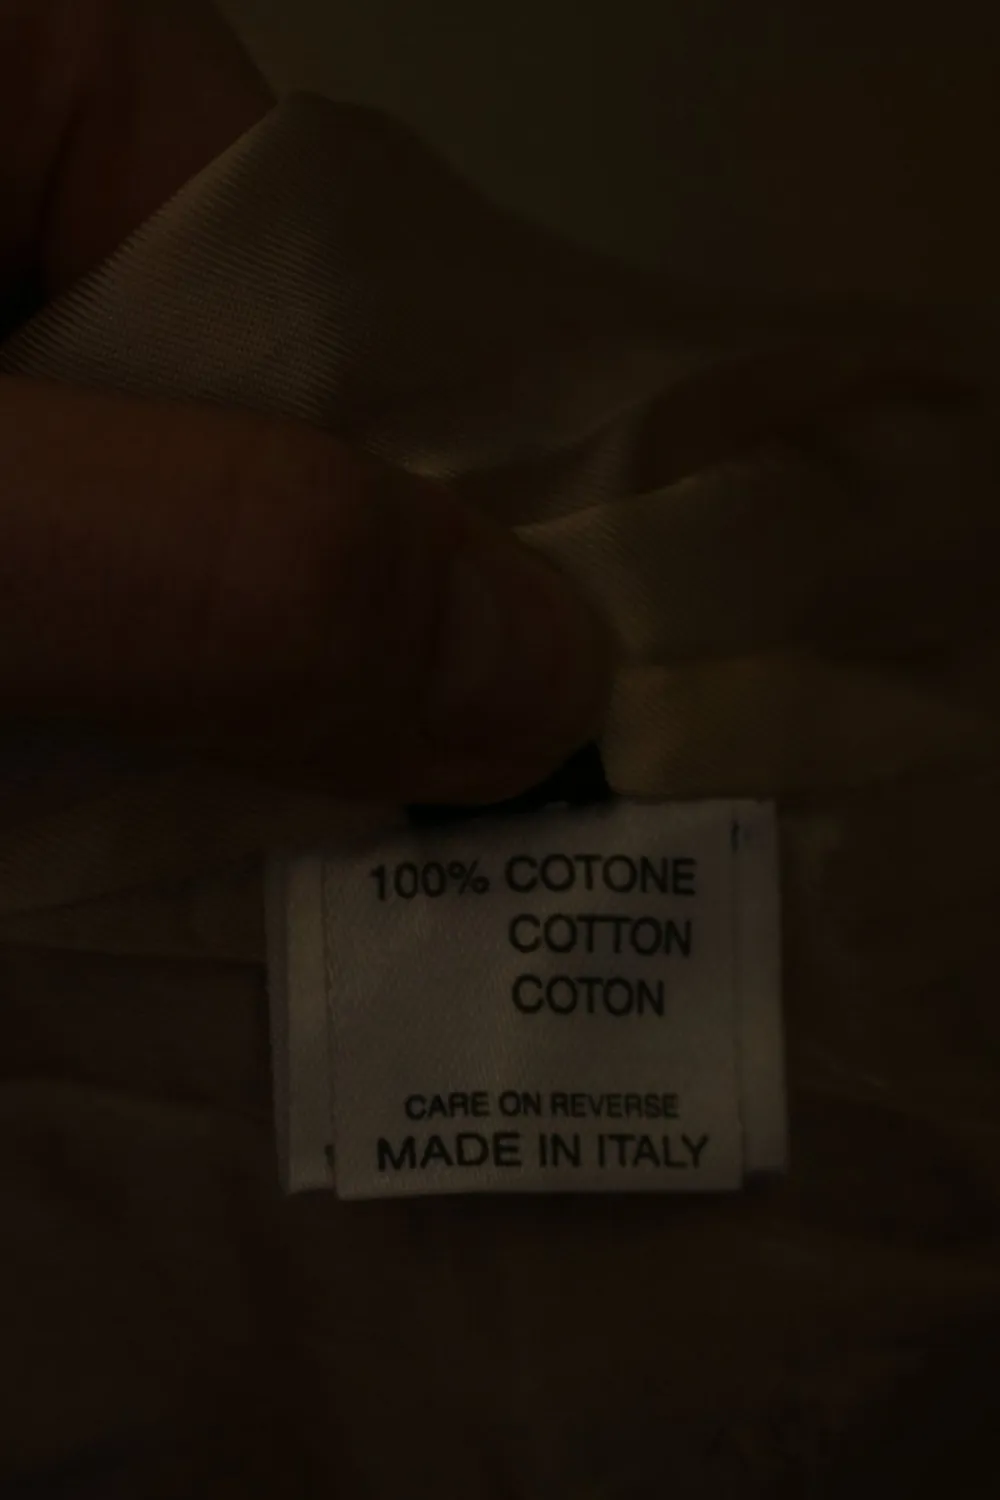 100% COTONE
COTTON
COTON
CARE ON REVERSE
MADE IN ITALY